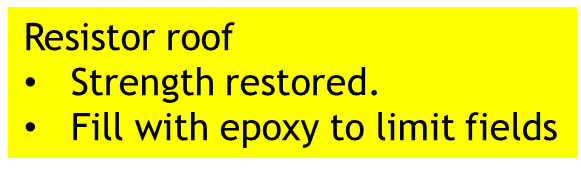 Resistor roof
• Strength restored.
• Fill with epoxy to limit fields